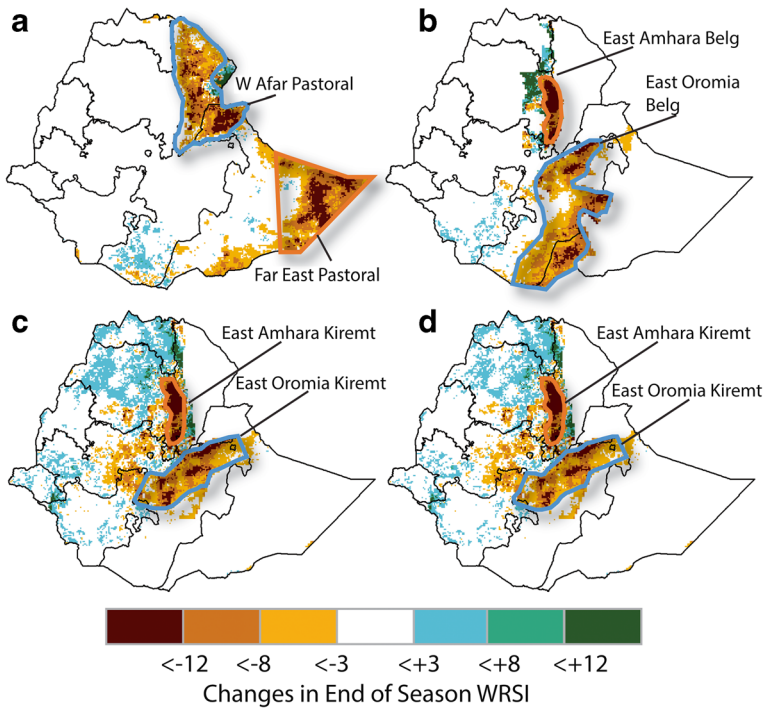 a
W Afar Pastoral
Far East Pastoral
b
East Amhara Belg
East Oromia
Belg
c
East Amhara Kiremt
East Oromia Kiremt
d
East Amhara Kiremt
East Oromia Kiremt
<-12 <-8 <-3 <+3 <+8 <+12
Changes in End of Season WRSI